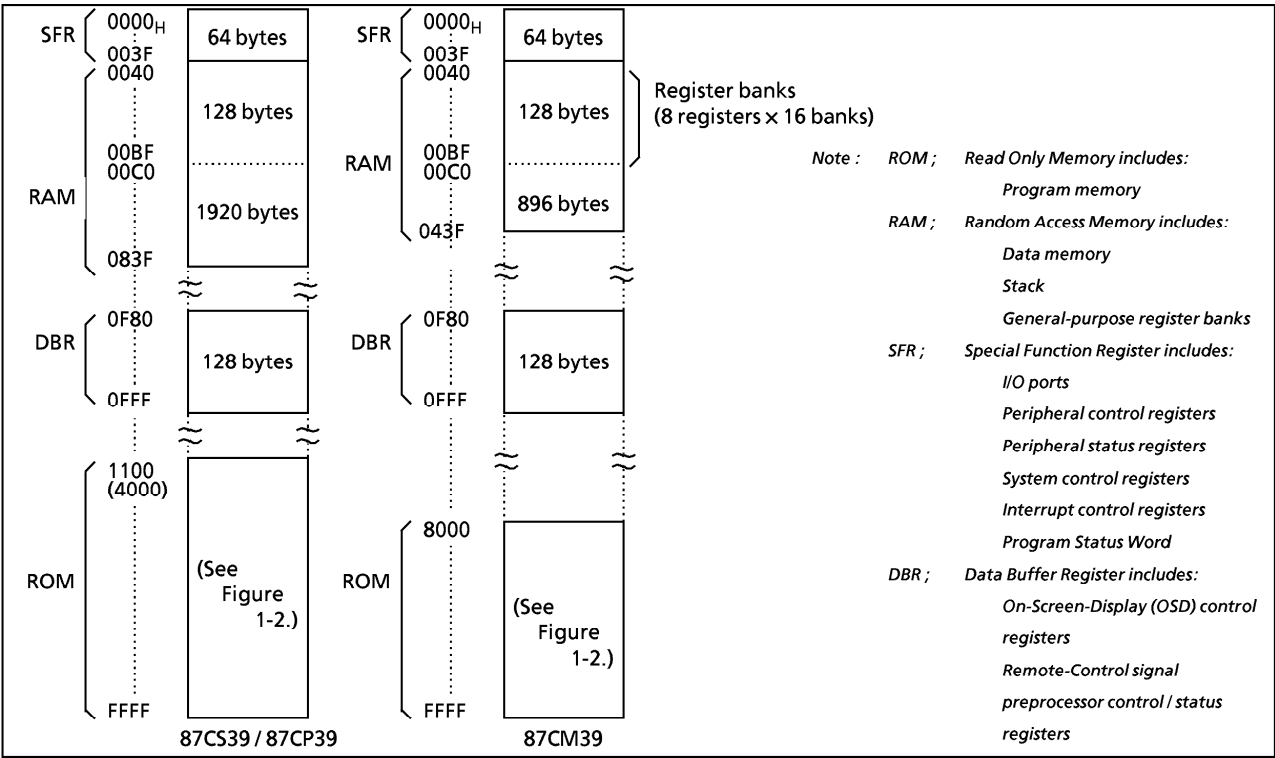 SFR
0000H
003F
64 bytes
RAM
0040
00BF
00C0
083F
128 bytes
1920 bytes
DBR
0F80
0FFF
128 bytes
ROM
1100
(4000)
FFFF
(See
Figure
1-2.)
87CS39 / 87CP39
SFR
0000H
003F
64 bytes
RAM
0040
00BF
00C0
043F
128 bytes
896 bytes
Register banks
(8 registers × 16 banks)
DBR
0F80
0FFF
128 bytes
ROM
8000
FFFF
(See
Figure
1-2.)
87CM39
Note : ROM ; Read Only Memory includes:
Program memory
RAM ; Random Access Memory includes:
Data memory
Stack
General-purpose register banks
SFR ; Special Function Register includes:
I/O ports
Peripheral control registers
Peripheral status registers
System control registers
Interrupt control registers
Program Status Word
DBR ; Data Buffer Register includes:
On-Screen-Display (OSD) control
registers
Remote-Control signal
preprocessor control / status
registers